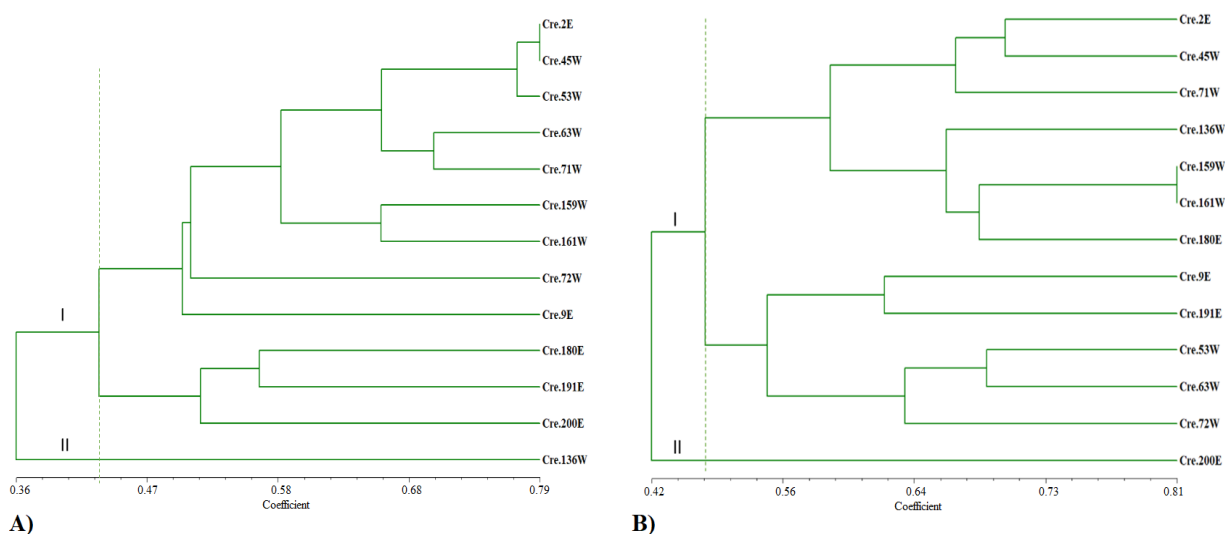 Cre.2E
Cre.45W
Cre.53W
Cre.63W
Cre.71W
Cre.159W
Cre.161W
Cre.72W
Cre.9E
I
Cre.180E
Cre.191E
Cre.200E
II
Cre.136W
0.36 0.47 0.58 0.68 0.79
Coefficient
A)
Cre.2E
Cre.45W
Cre.71W
Cre.136W
Cre.159W
Cre.161W
I
Cre.180E
Cre.9E
Cre.191E
Cre.53W
Cre.63W
Cre.72W
II
Cre.200E
0.42 0.56 0.64 0.73 0.81
Coefficient
B)